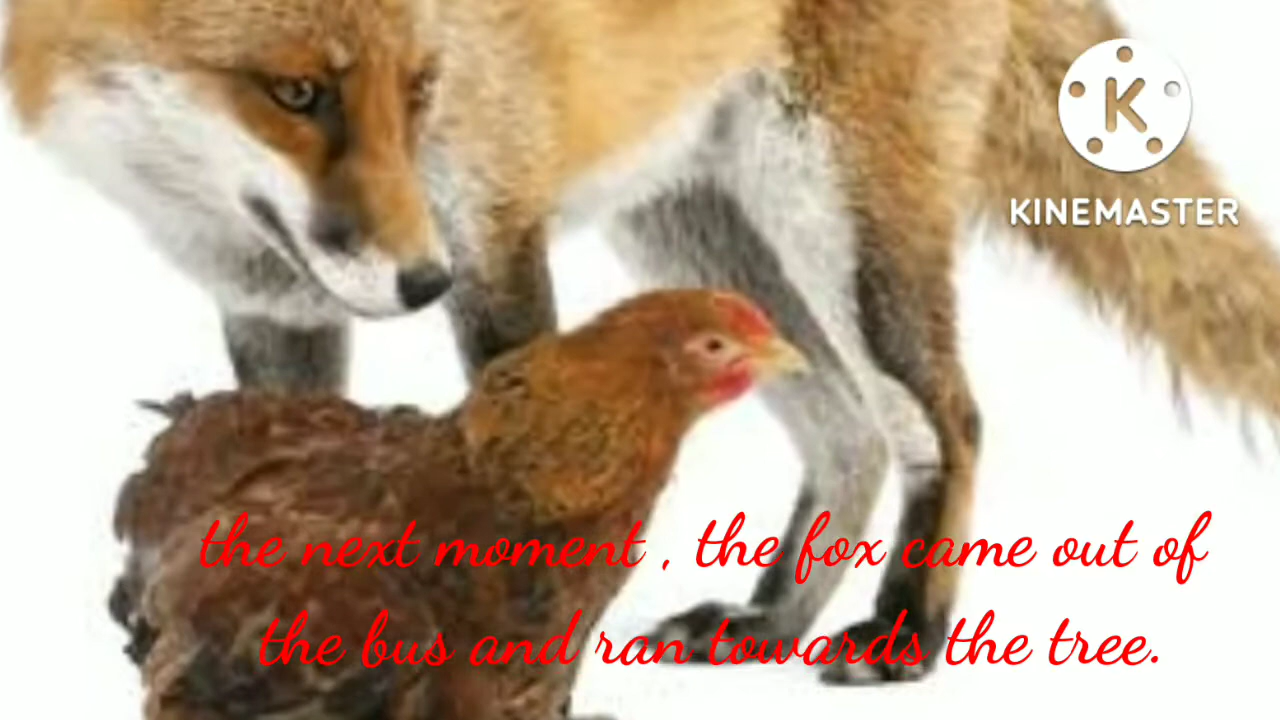 KINEMASTER
the next moment , the fox came out of
the bus and ran towards the tree.